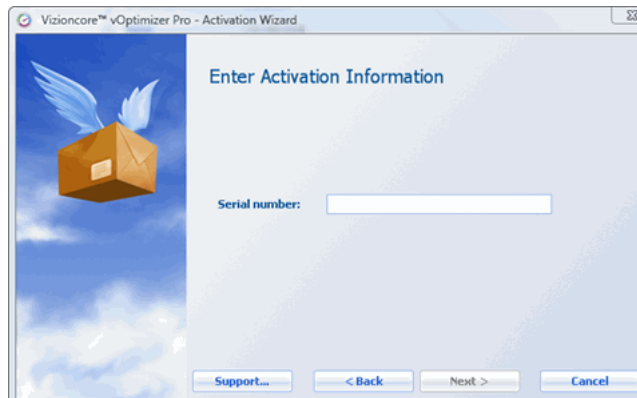 Vizioncore™ vOptimizer Pro - Activation Wizard
Enter Activation Information
Serial number:
Support... < Back Next > Cancel